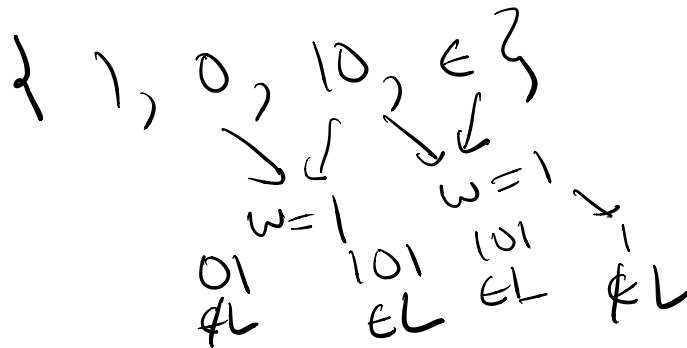 { 1, 0, 10, ε }
w=1 w=1
01 101 101 1
∉L ∈L ∈L ∉L